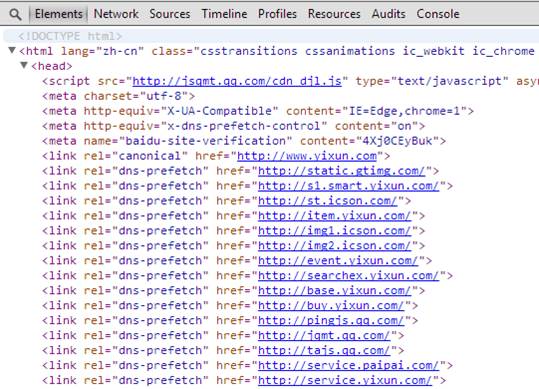 Elements Network Sources Timeline Profiles Resources Audits Console
<!DOCTYPE html>
<html lang="zh-cn" class="csstransitions cssanimations ic_webkit ic_chrome
<head>
<script src="http://jsqmt.qq.com/cdn_djl.js" type="text/javascript" asyn
<meta charset="utf-8">
<meta http-equiv="X-UA-Compatible" content="IE=Edge,chrome=1">
<meta http-equiv="x-dns-prefetch-control" content="on">
<meta name="baidu-site-verification" content="4Xj0CEyBuk">
<link rel="canonical" href="http://www.yixun.com">
<link rel="dns-prefetch" href="http://static.gtimg.com/">
<link rel="dns-prefetch" href="http://s1.smart.yixun.com/">
<link rel="dns-prefetch" href="http://st.icson.com/">
<link rel="dns-prefetch" href="http://item.yixun.com/">
<link rel="dns-prefetch" href="http://img1.icson.com/">
<link rel="dns-prefetch" href="http://img2.icson.com/">
<link rel="dns-prefetch" href="http://event.yixun.com/">
<link rel="dns-prefetch" href="http://searchex.yixun.com/">
<link rel="dns-prefetch" href="http://base.yixun.com/">
<link rel="dns-prefetch" href="http://buy.yixun.com/">
<link rel="dns-prefetch" href="http://pingjs.qq.com/">
<link rel="dns-prefetch" href="http://jqmt.qq.com/">
<link rel="dns-prefetch" href="http://tajs.qq.com/">
<link rel="dns-prefetch" href="http://service.paipai.com/">
<link rel="dns-prefetch" href="http://service.yixun.com/">